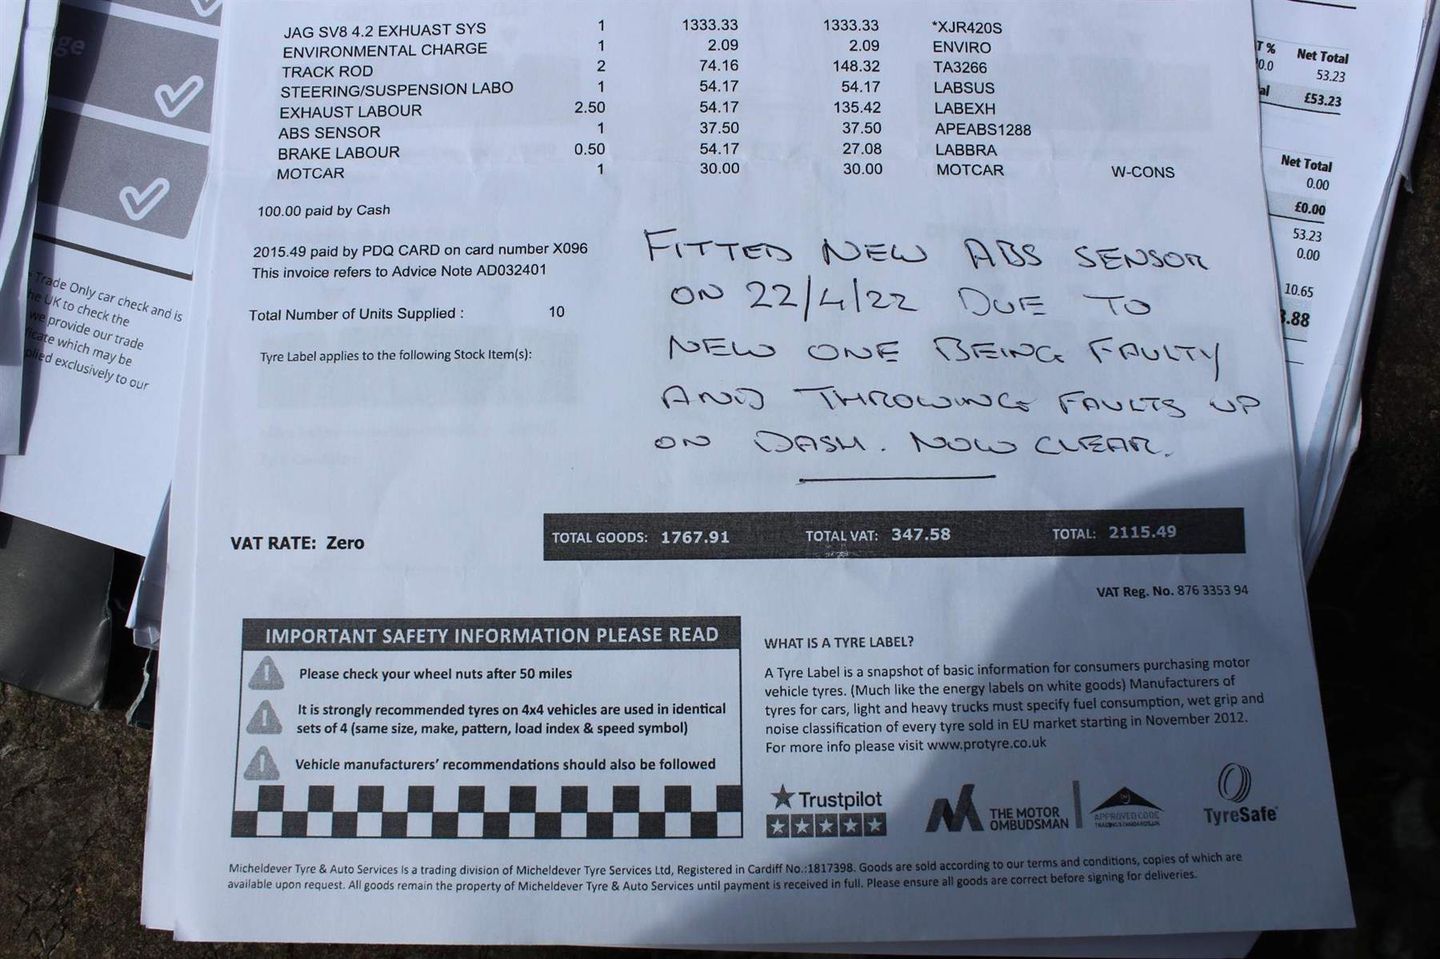 JAG SV8 4.2 EXHUAST SYS 1 1333.33 1333.33 *XJR420S
ENVIRONMENTAL CHARGE 1 2.09 2.09 ENVIRO
TRACK ROD 2 74.16 148.32 TA3266
STEERING/SUSPENSION LABO 1 54.17 54.17 LABSUS
EXHAUST LABOUR 2.50 54.17 135.42 LABEXH
ABS SENSOR 1 37.50 37.50 APEABS1288
BRAKE LABOUR 0.50 54.17 27.08 LABBRA
MOTCAR 1 30.00 30.00 MOTCAR W-CONS
100.00 paid by Cash
2015.49 paid by PDQ CARD on card number X096
This invoice refers to Advice Note AD032401
Total Number of Units Supplied : 10
Tyre Label applies to the following Stock Item(s):
FITTED NEW ABS SENSOR
ON 22/4/22 DUE TO
NEW ONE BEING FAULTY
AND THROWING FAULTS UP
ON DASH. NOW CLEAR.
VAT RATE: Zero
TOTAL GOODS: 1767.91 TOTAL VAT: 347.58 TOTAL: 2115.49
VAT Reg. No. 876 3353 94
IMPORTANT SAFETY INFORMATION PLEASE READ
Please check your wheel nuts after 50 miles
It is strongly recommended tyres on 4x4 vehicles are used in identical
sets of 4 (same size, make, pattern, load index & speed symbol)
Vehicle manufacturers' recommendations should also be followed
WHAT IS A TYRE LABEL?
A Tyre Label is a snapshot of basic information for consumers purchasing motor
vehicle tyres. (Much like the energy labels on white goods) Manufacturers of
tyres for cars, light and heavy trucks must specify fuel consumption, wet grip and
noise classification of every tyre sold in EU market starting in November 2012.
For more info please visit www.protyre.co.uk
Trustpilot
THE MOTOR
OMBUDSMAN
APPROVED CODE
TyreSafe
Micheldever Tyre & Auto Services is a trading division of Micheldever Tyre Services Ltd, Registered in Cardiff No.:1817398. Goods are sold according to our terms and conditions, copies of which are
available upon request. All goods remain the property of Micheldever Tyre & Auto Services until payment is received in full. Please ensure all goods are correct before signing for deliveries.
Trade Only car check and is
UK to check the
we provide our trade
which may be
exclusively to our
% Net Total
53.23
£53.23
Net Total
0.00
£0.00
53.23
0.00
10.65
.88